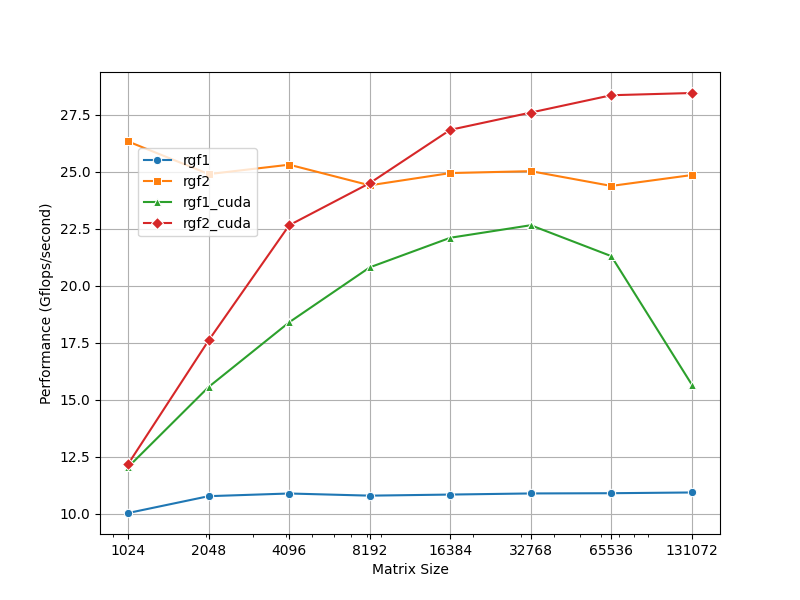 27.5
25.0
22.5
20.0
17.5
15.0
12.5
10.0
Performance (Gflops/second)
rgf1
rgf2
rgf1_cuda
rgf2_cuda
1024 2048 4096 8192 16384 32768 65536 131072
Matrix Size